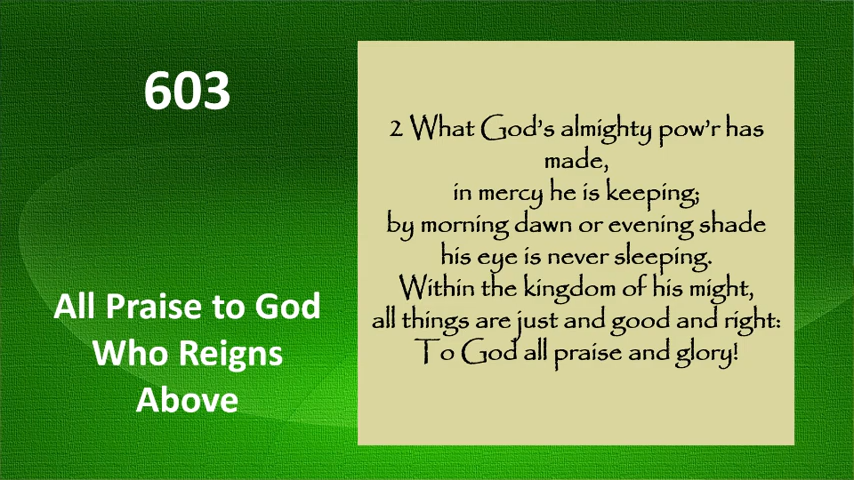 603
All Praise to God
Who Reigns
Above
2 What God's almighty pow'r has
made,
in mercy he is keeping;
by morning dawn or evening shade
his eye is never sleeping.
Within the kingdom of his might,
all things are just and good and right:
To God all praise and glory!